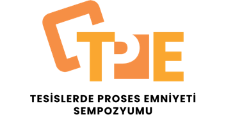 TPE
TESİSLERDE PROSES EMNİYETİ
SEMPOZYUMU